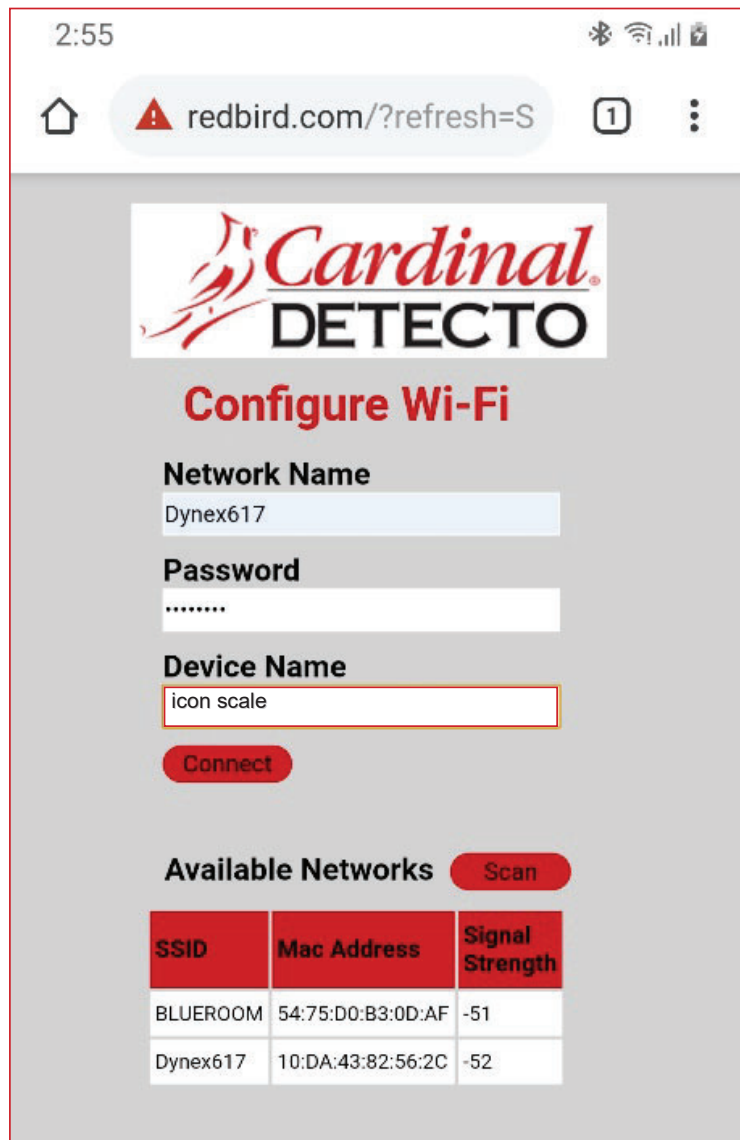 2:55
redbird.com/?refresh=S
1
Cardinal®
DETECTO
Configure Wi-Fi
Network Name
Dynex617
Password
••••••••
Device Name
icon scale
Connect
Available Networks Scan
SSID Mac Address Signal Strength
BLUEROOM 54:75:D0:B3:0D:AF -51
Dynex617 10:DA:43:82:56:2C -52